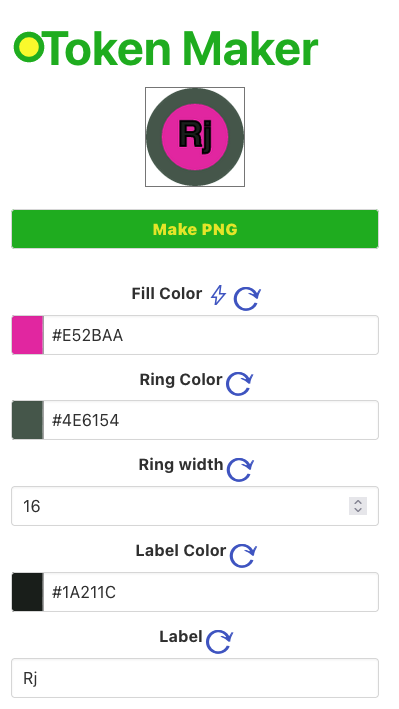 Token Maker
Rj
Make PNG
Fill Color
#E52BAA
Ring Color
#4E6154
Ring width
16
Label Color
#1A211C
Label
Rj